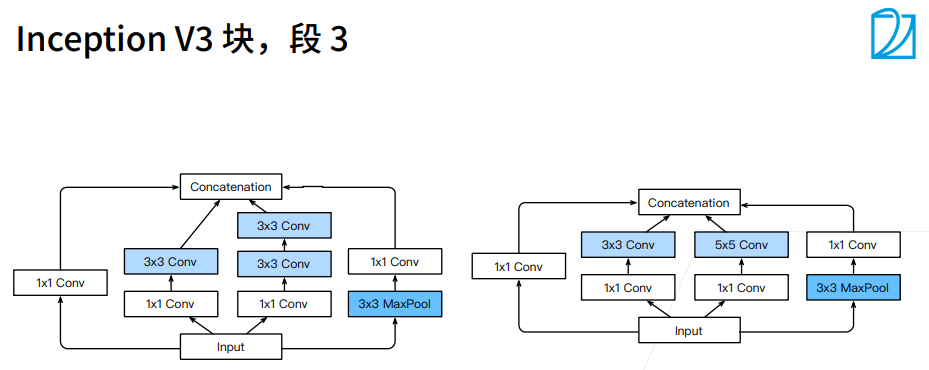 Inception V3 块，段 3
Concatenation
3x3 Conv
3x3 Conv
3x3 Conv
1x1 Conv
1x1 Conv
1x1 Conv
1x1 Conv
3x3 MaxPool
Input
Concatenation
3x3 Conv
5x5 Conv
1x1 Conv
1x1 Conv
1x1 Conv
1x1 Conv
3x3 MaxPool
Input